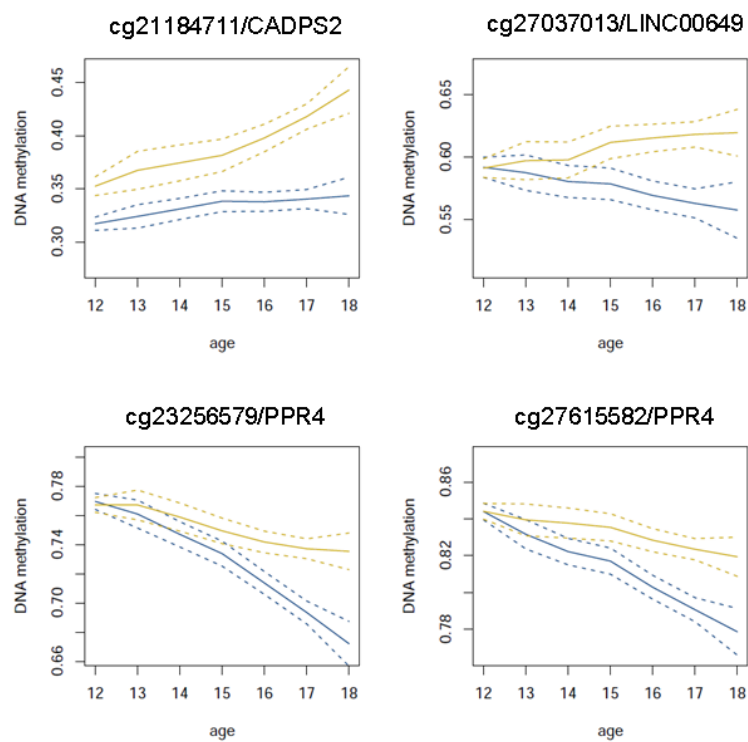 cg21184711/CADPS2
cg27037013/LINC00649
DNA methylation
0.30 0.35 0.40 0.45
12 13 14 15 16 17 18
age
DNA methylation
0.55 0.60 0.65
12 13 14 15 16 17 18
age
cg23256579/PPR4
cg27615582/PPR4
DNA methylation
0.66 0.70 0.74 0.78
12 13 14 15 16 17 18
age
DNA methylation
0.78 0.82 0.86
12 13 14 15 16 17 18
age